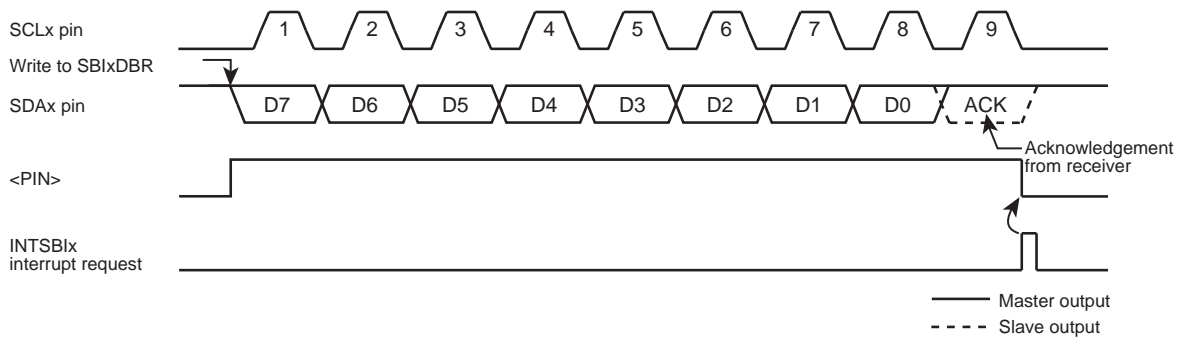 SCLx pin
1 2 3 4 5 6 7 8 9
Write to SBIxDBR
SDAx pin
D7 D6 D5 D4 D3 D2 D1 D0 ACK
Acknowledgement
from receiver
<PIN>
INTSBIx
interrupt request
Master output
Slave output